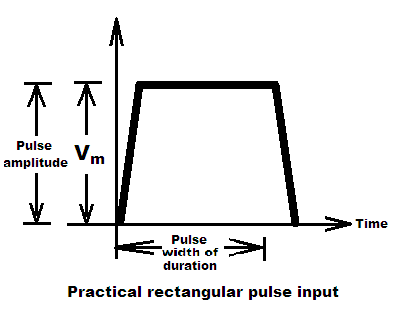 Pulse
amplitude
Vm
Time
Pulse
width of
duration
Practical rectangular pulse input